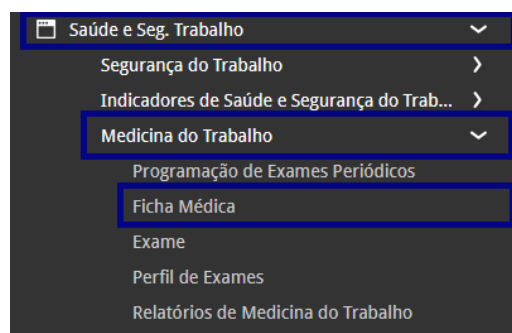 Saúde e Seg. Trabalho
Segurança do Trabalho
Indicadores de Saúde e Segurança do Trab...
Medicina do Trabalho
Programação de Exames Periódicos
Ficha Médica
Exame
Perfil de Exames
Relatórios de Medicina do Trabalho